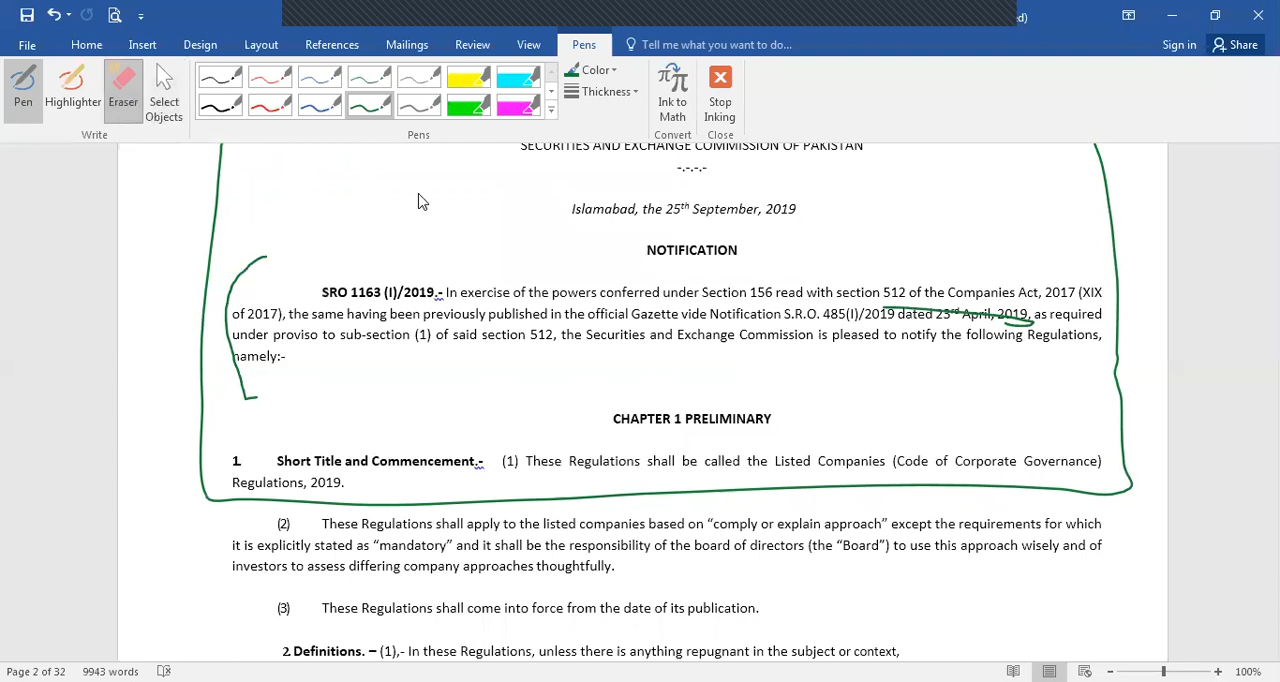 ed)
File Home Insert Design Layout References Mailings Review View Pens Tell me what you want to do... Sign in Share
Pen Highlighter Eraser Select Objects
Color
Thickness
Ink to Math
Stop Inking
Write Pens Convert Close
SECURITIES AND EXCHANGE COMMISSION OF PAKISTAN
-.-.-.-
Islamabad, the 25th September, 2019
NOTIFICATION
SRO 1163 (I)/2019.- In exercise of the powers conferred under Section 156 read with section 512 of the Companies Act, 2017 (XIX
of 2017), the same having been previously published in the official Gazette vide Notification S.R.O. 485(I)/2019 dated 23rd April, 2019, as required
under proviso to sub-section (1) of said section 512, the Securities and Exchange Commission is pleased to notify the following Regulations,
namely:-
CHAPTER 1 PRELIMINARY
1. Short Title and Commencement.- (1) These Regulations shall be called the Listed Companies (Code of Corporate Governance)
Regulations, 2019.
(2) These Regulations shall apply to the listed companies based on “comply or explain approach” except the requirements for which
it is explicitly stated as “mandatory” and it shall be the responsibility of the board of directors (the “Board”) to use this approach wisely and of
investors to assess differing company approaches thoughtfully.
(3) These Regulations shall come into force from the date of its publication.
2. Definitions. – (1),- In these Regulations, unless there is anything repugnant in the subject or context,
Page 2 of 32 9943 words 100%